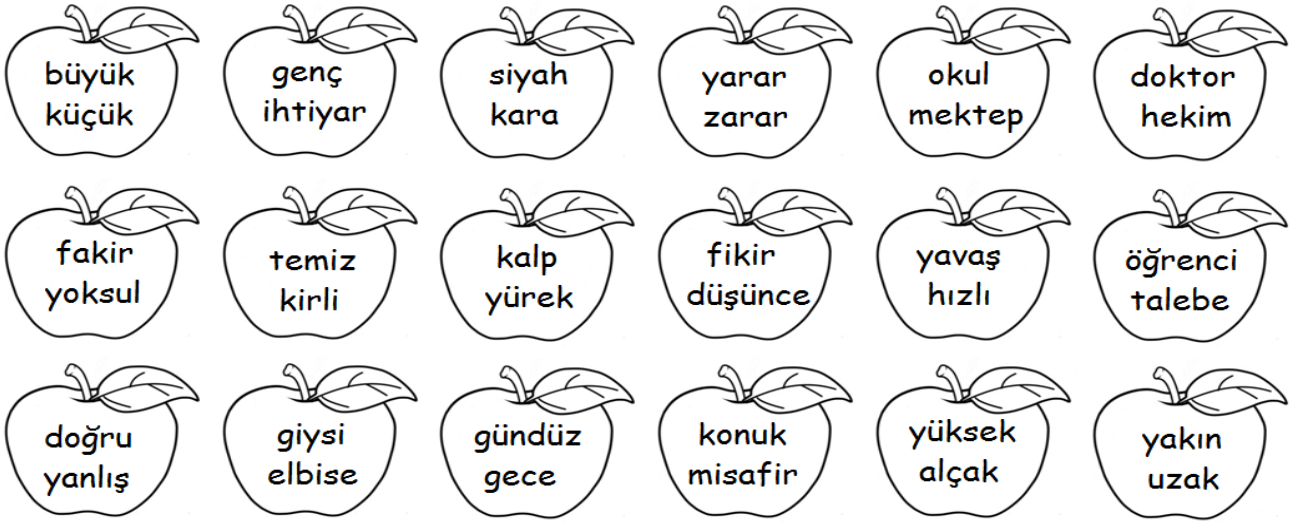 büyük
küçük
genç
ihtiyar
siyah
kara
yarar
zarar
okul
mektep
doktor
hekim
fakir
yoksul
temiz
kirli
kalp
yürek
fikir
düşünce
yavaş
hızlı
öğrenci
talebe
doğru
yanlış
giysi
elbise
gündüz
gece
konuk
misafir
yüksek
alçak
yakın
uzak